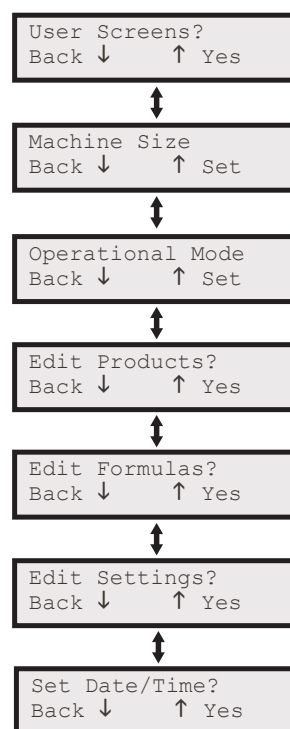 User Screens?
Back ↓ ↑ Yes
Machine Size
Back ↓ ↑ Set
Operational Mode
Back ↓ ↑ Set
Edit Products?
Back ↓ ↑ Yes
Edit Formulas?
Back ↓ ↑ Yes
Edit Settings?
Back ↓ ↑ Yes
Set Date/Time?
Back ↓ ↑ Yes